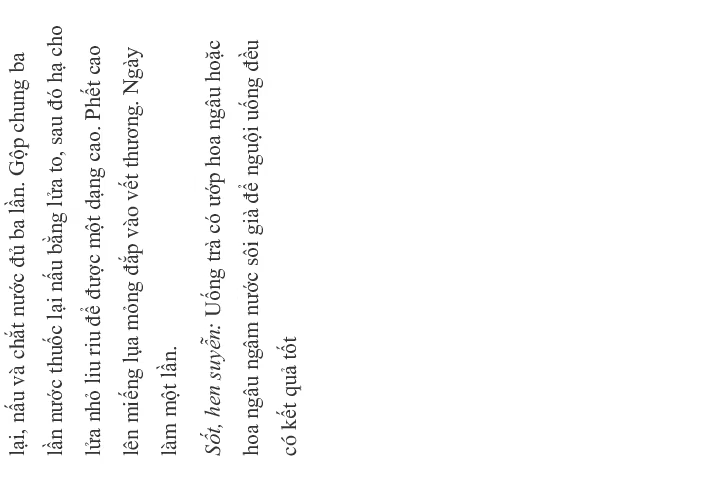 lại, nấu và chắt nước đủ ba lần. Gộp chung ba
lần nước thuốc lại nấu bằng lửa to, sau đó hạ cho
lửa nhỏ liu riu để được một dạng cao. Phết cao
lên miếng lụa mỏng đắp vào vết thương. Ngày
làm một lần.
Sốt, hen suyễn: Uống trà có ướp hoa ngâu hoặc
hoa ngâu ngâm nước sôi già để nguội uống đều
có kết quả tốt